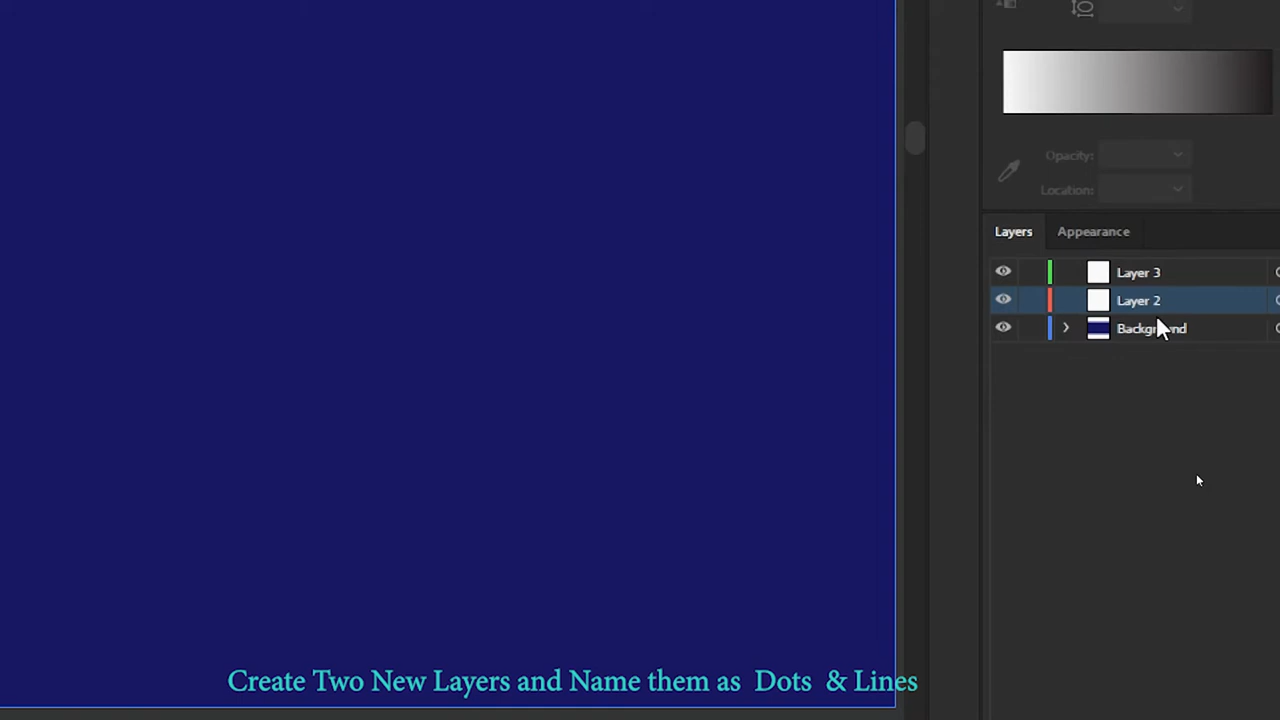 Opacity:
Location:
Layers Appearance
Layer 3
Layer 2
Background
Create Two New Layers and Name them as Dots & Lines